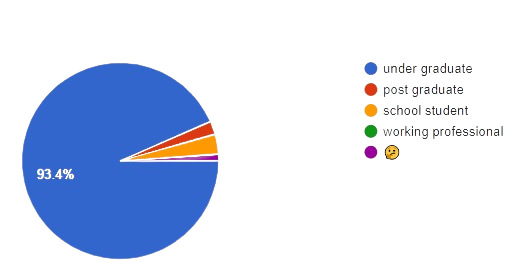 under graduate
post graduate
school student
working professional
🤔
93.4%